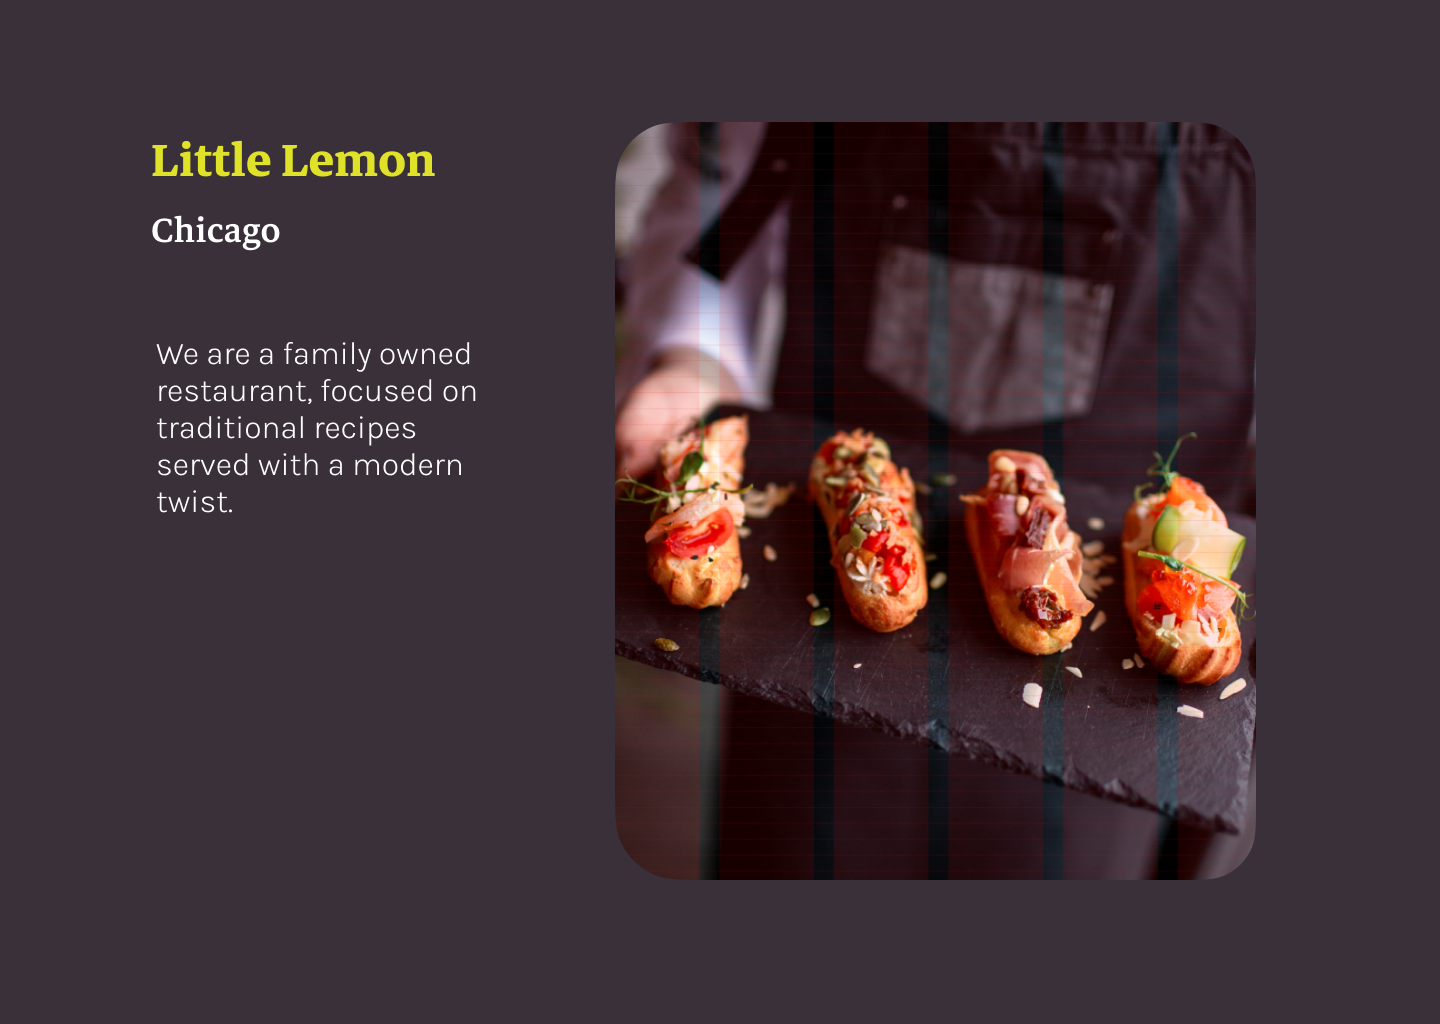 Little Lemon
Chicago
We are a family owned
restaurant, focused on
traditional recipes
served with a modern
twist.